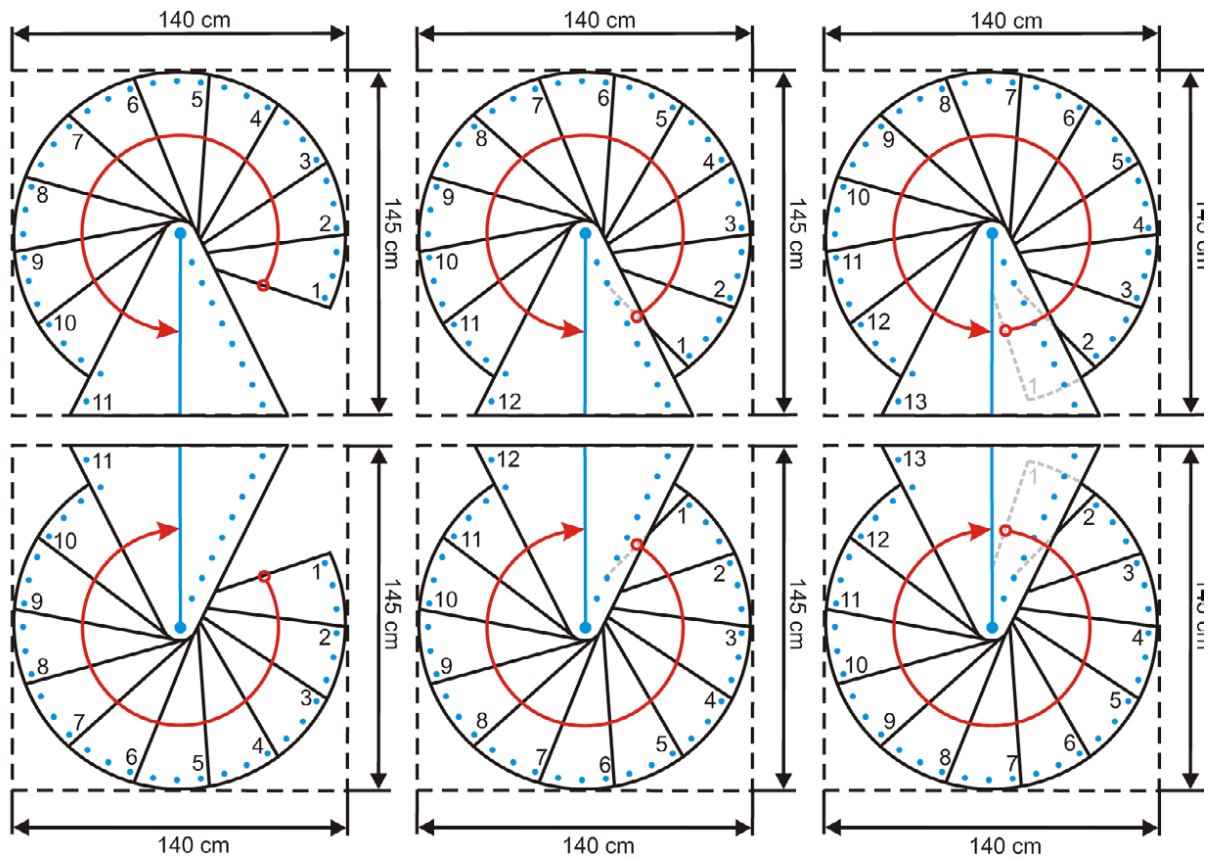 140 cm 140 cm 140 cm
6 5 4 3 2 1 7 8 9 10 11
145 cm
7 6 5 4 3 2 1 8 9 10 11 12
145 cm
8 7 6 5 4 3 2 1 9 10 11 12 13
11 10 9 8 7 6 5 4 3 2 1
145 cm
12 11 10 9 8 7 6 5 4 3 2 1
145 cm
13 12 11 10 9 8 7 6 5 4 3 2 1
140 cm 140 cm 140 cm